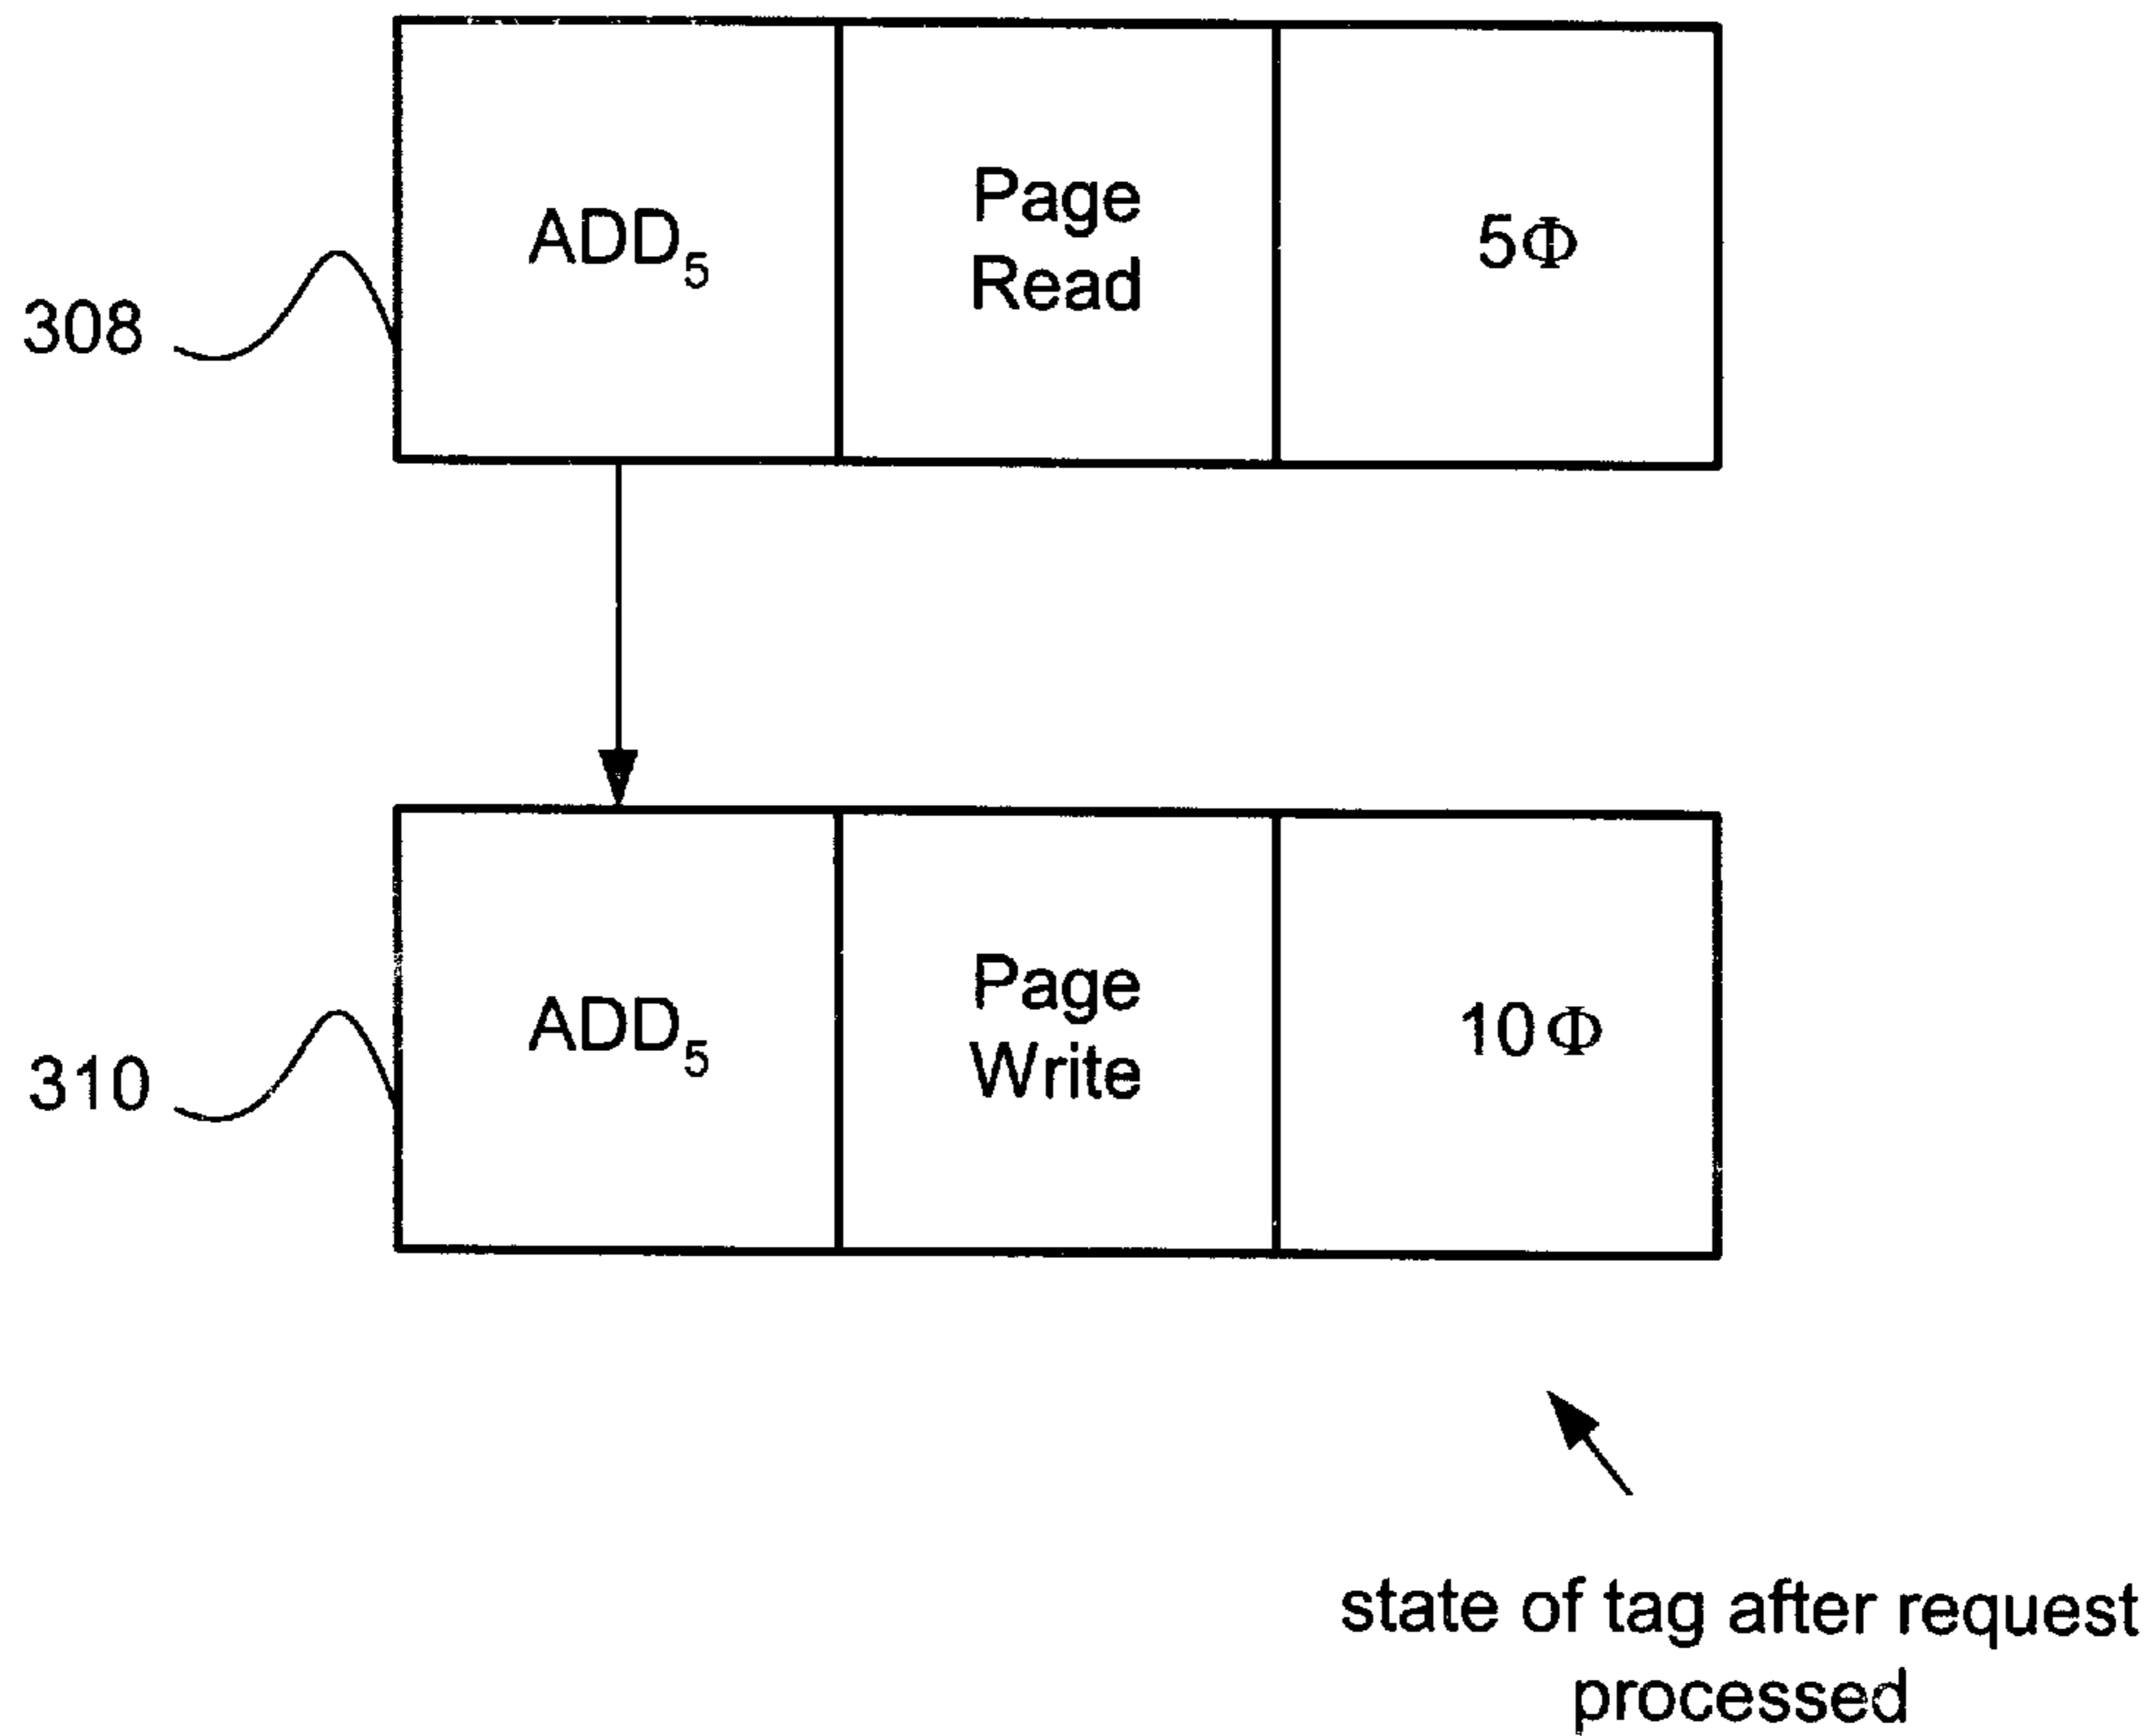 ADD₅
Page
Read
5Φ
308
ADD₅
Page
Write
10Φ
310
state of tag after request
processed